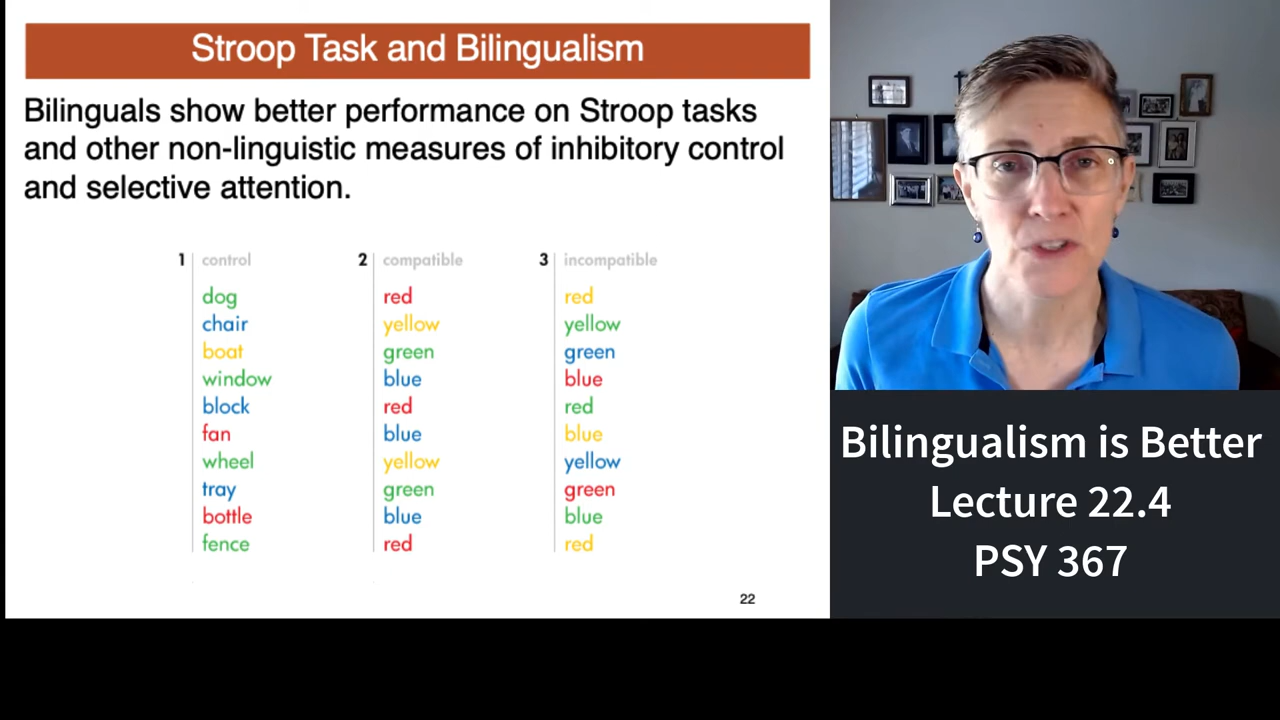 Stroop Task and Bilingualism
Bilinguals show better performance on Stroop tasks
and other non-linguistic measures of inhibitory control
and selective attention.
1 control
dog
chair
boat
window
block
fan
wheel
tray
bottle
fence
2 compatible
red
yellow
green
blue
red
blue
yellow
green
blue
red
3 incompatible
red
yellow
green
blue
red
blue
yellow
green
blue
red
22
Bilingualism is Better
Lecture 22.4
PSY 367